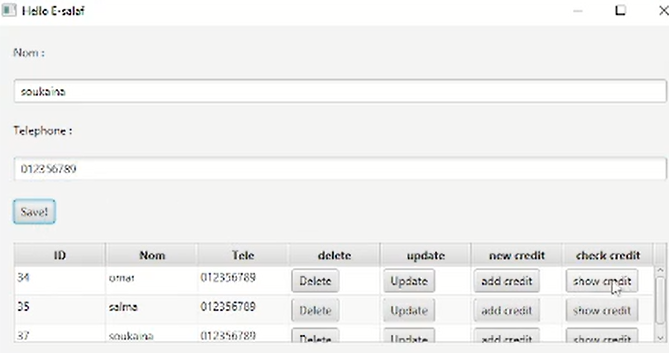 Hello E-salaf
Nom :
soukaina
Telephone :
012356789
Save!
ID Nom Tele delete update new credit check credit
34 omar 012356789 Delete Update add credit show credit
35 salma 012356789 Delete Update add credit show credit
37 soukaina 012356789 Delete Update add credit show credit